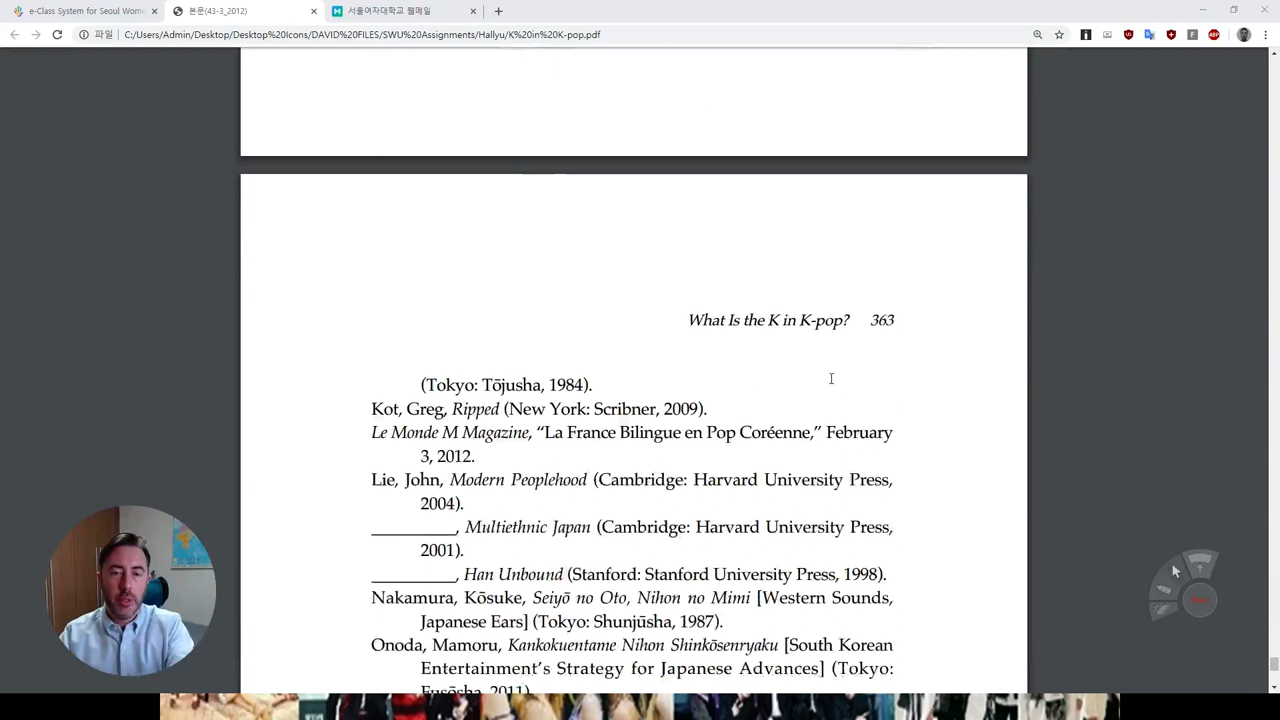 e-Class System for Seoul Wome
본문(43-3_2012)
M 서울여자대학교 웹메일
파일 C:/Users/Admin/Desktop/Desktop%20Icons/DAVID%20FILES/SWU%20Assignments/Hallyu/K%20in%20K-pop.pdf
What Is the K in K-pop? 363
(Tokyo: Tōjusha, 1984).
Kot, Greg, Ripped (New York: Scribner, 2009).
Le Monde M Magazine, “La France Bilingue en Pop Coréenne,” February
3, 2012.
Lie, John, Modern Peoplehood (Cambridge: Harvard University Press,
2004).
__________, Multiethnic Japan (Cambridge: Harvard University Press,
2001).
__________, Han Unbound (Stanford: Stanford University Press, 1998).
Nakamura, Kōsuke, Seiyō no Oto, Nihon no Mimi [Western Sounds,
Japanese Ears] (Tokyo: Shunjūsha, 1987).
Onoda, Mamoru, Kankokuentame Nihon Shinkōsenryaku [South Korean
Entertainment’s Strategy for Japanese Advances] (Tokyo:
Fusōsha, 2011)